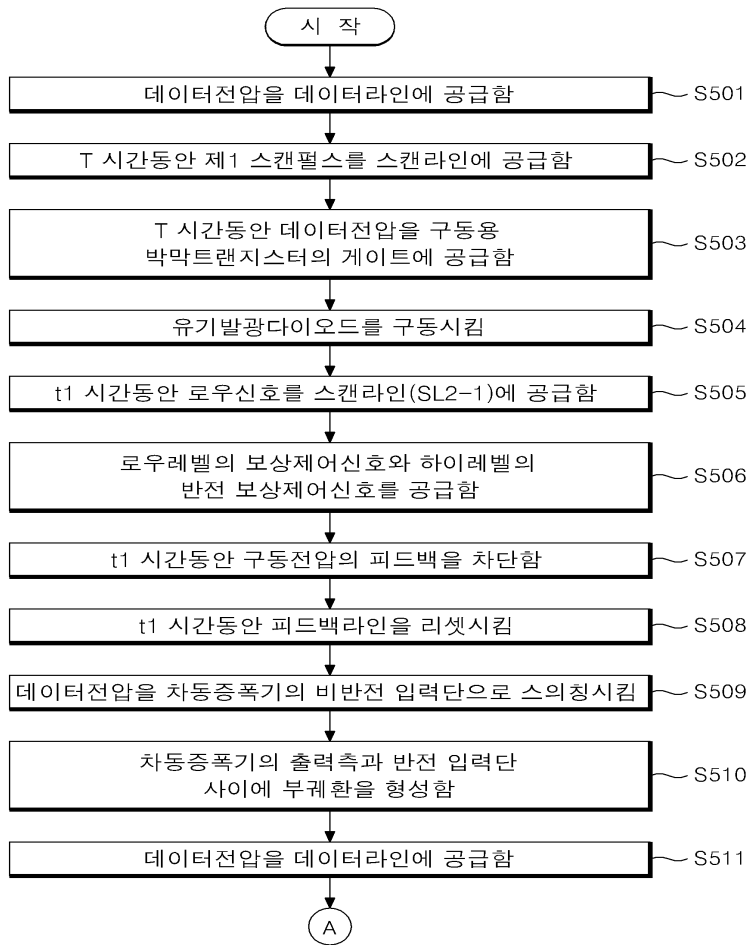 시 작
데이터전압을 데이터라인에 공급함
S501
T 시간동안 제1 스캔펄스를 스캔라인에 공급함
S502
T 시간동안 데이터전압을 구동용
박막트랜지스터의 게이트에 공급함
S503
유기발광다이오드를 구동시킴
S504
t1 시간동안 로우신호를 스캔라인(SL2-1)에 공급함
S505
로우레벨의 보상제어신호와 하이레벨의
반전 보상제어신호를 공급함
S506
t1 시간동안 구동전압의 피드백을 차단함
S507
t1 시간동안 피드백라인을 리셋시킴
S508
데이터전압을 차동증폭기의 비반전 입력단으로 스의칭시킴
S509
차동증폭기의 출력측과 반전 입력단
사이에 부궤환을 형성함
S510
데이터전압을 데이터라인에 공급함
S511
A